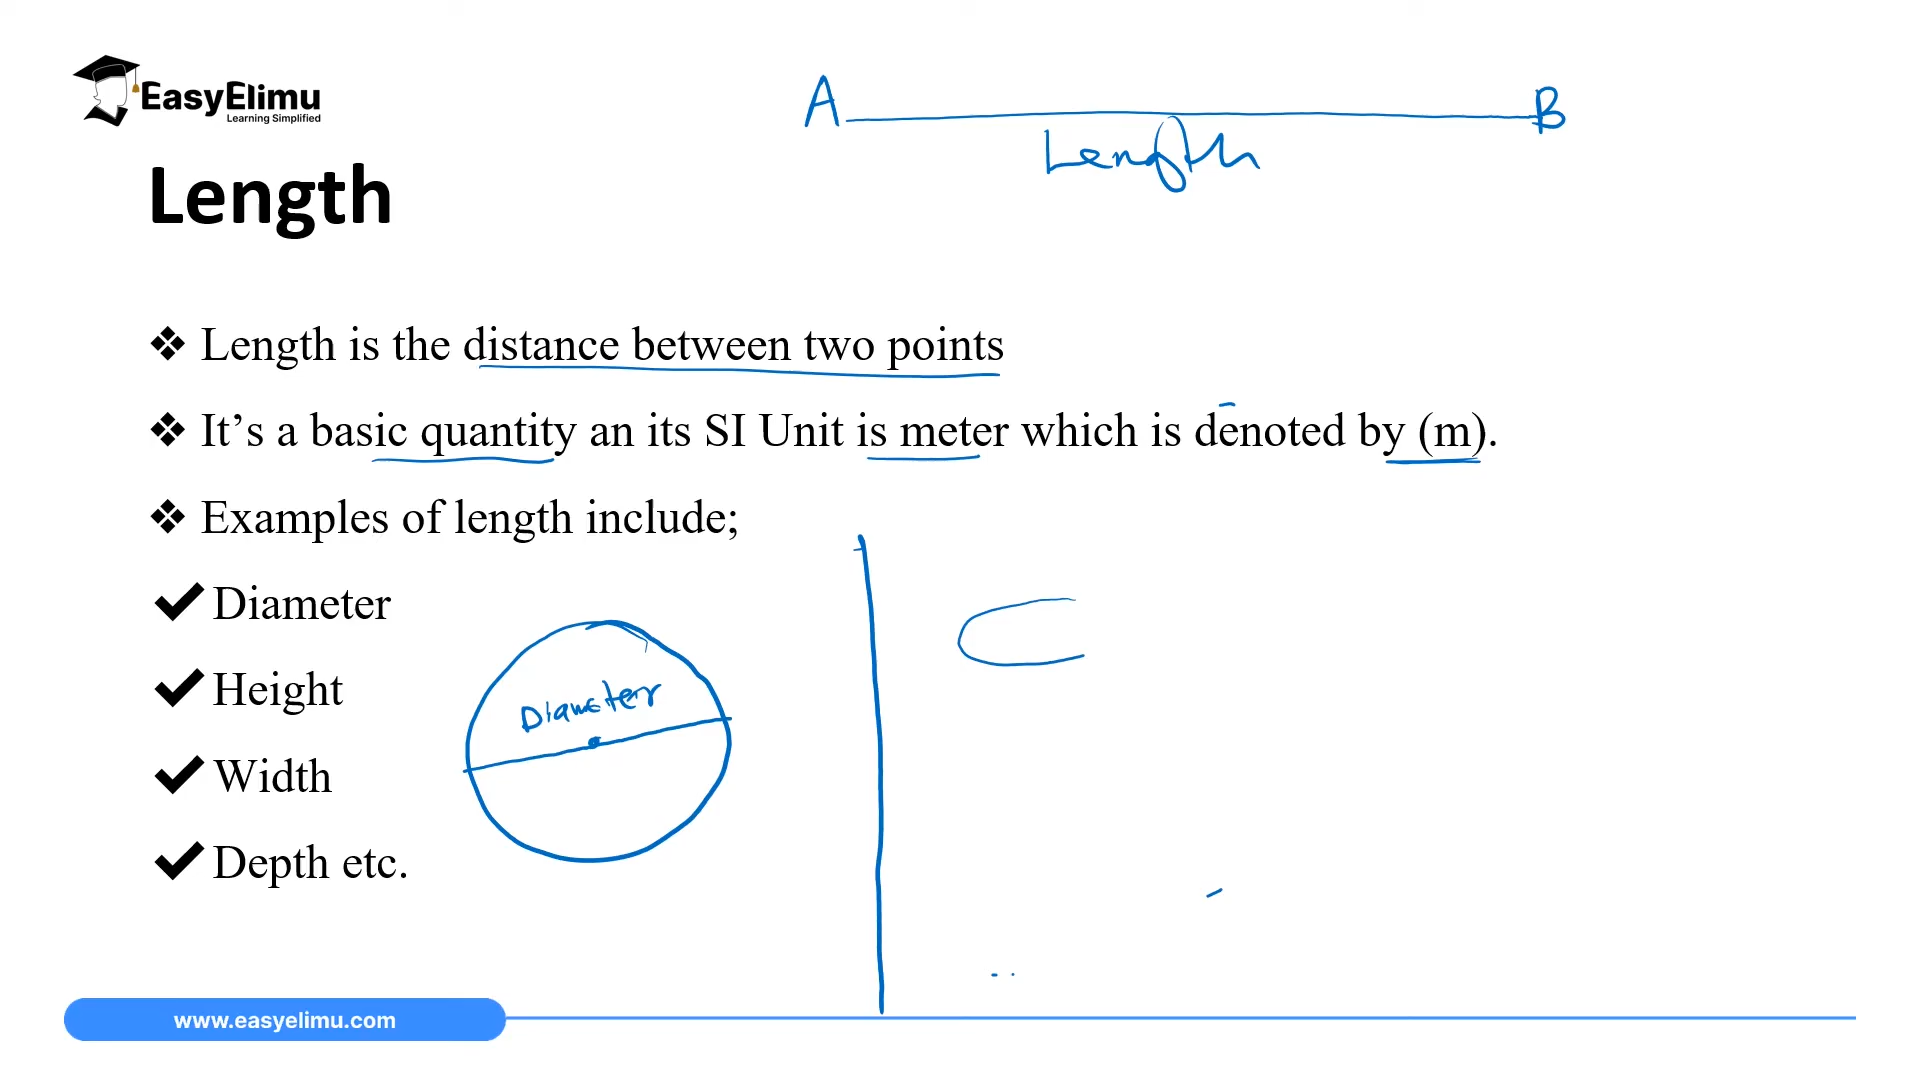 EasyElimu
Learning Simplified
A B
Length
Length
❖ Length is the distance between two points
❖ It’s a basic quantity an its SI Unit is meter which is denoted by (m).
❖ Examples of length include;
✔ Diameter
✔ Height
Diameter
✔ Width
✔ Depth etc.
www.easyelimu.com